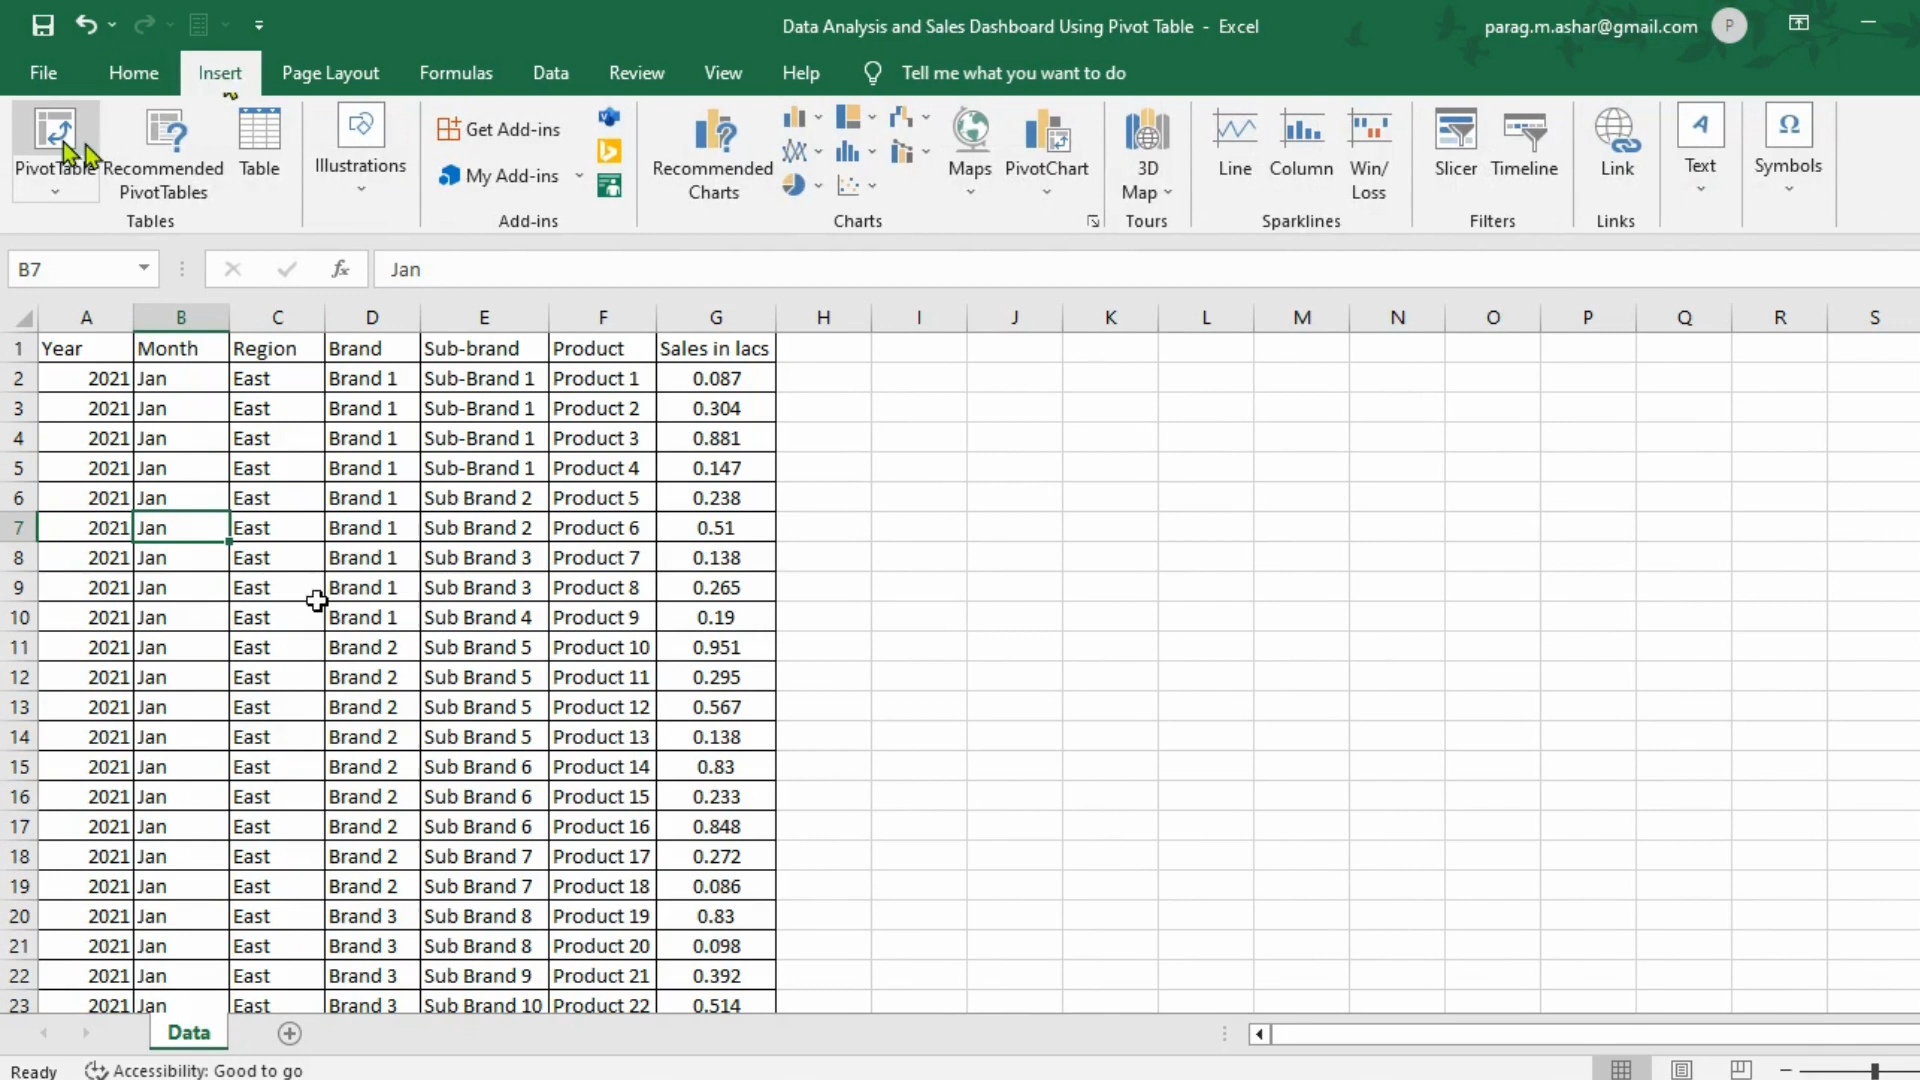 Data Analysis and Sales Dashboard Using Pivot Table - Excel
parag.m.ashar@gmail.com P
File Home Insert Page Layout Formulas Data Review View Help Tell me what you want to do
PivotTable
Recommended PivotTables
Table
Illustrations
Get Add-ins
My Add-ins
Recommended Charts
Maps
PivotChart
3D Map
Line
Column
Win/Loss
Slicer
Timeline
Link
Text
Symbols
Tables Add-ins Charts Tours Sparklines Filters Links
B7 fx Jan
A B C D E F G H I J K L M N O P Q R S
1 Year Month Region Brand Sub-brand Product Sales in lacs
2 2021 Jan East Brand 1 Sub-Brand 1 Product 1 0.087
3 2021 Jan East Brand 1 Sub-Brand 1 Product 2 0.304
4 2021 Jan East Brand 1 Sub-Brand 1 Product 3 0.881
5 2021 Jan East Brand 1 Sub-Brand 1 Product 4 0.147
6 2021 Jan East Brand 1 Sub Brand 2 Product 5 0.238
7 2021 Jan East Brand 1 Sub Brand 2 Product 6 0.51
8 2021 Jan East Brand 1 Sub Brand 3 Product 7 0.138
9 2021 Jan East Brand 1 Sub Brand 3 Product 8 0.265
10 2021 Jan East Brand 1 Sub Brand 4 Product 9 0.19
11 2021 Jan East Brand 2 Sub Brand 5 Product 10 0.951
12 2021 Jan East Brand 2 Sub Brand 5 Product 11 0.295
13 2021 Jan East Brand 2 Sub Brand 5 Product 12 0.567
14 2021 Jan East Brand 2 Sub Brand 5 Product 13 0.138
15 2021 Jan East Brand 2 Sub Brand 6 Product 14 0.83
16 2021 Jan East Brand 2 Sub Brand 6 Product 15 0.233
17 2021 Jan East Brand 2 Sub Brand 6 Product 16 0.848
18 2021 Jan East Brand 2 Sub Brand 7 Product 17 0.272
19 2021 Jan East Brand 2 Sub Brand 7 Product 18 0.086
20 2021 Jan East Brand 3 Sub Brand 8 Product 19 0.83
21 2021 Jan East Brand 3 Sub Brand 8 Product 20 0.098
22 2021 Jan East Brand 3 Sub Brand 9 Product 21 0.392
23 2021 Jan East Brand 3 Sub Brand 10 Product 22 0.514
Data
Ready Accessibility: Good to go